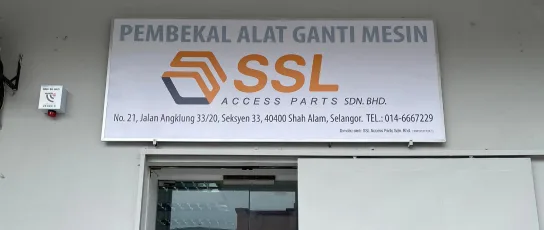 PEMBEKAL ALAT GANTI MESIN
SSL
ACCESS PARTS SDN. BHD.
No. 21, Jalan Angklung 33/20, Seksyen 33, 40400 Shah Alam, Selangor. TEL.: 014-6667229